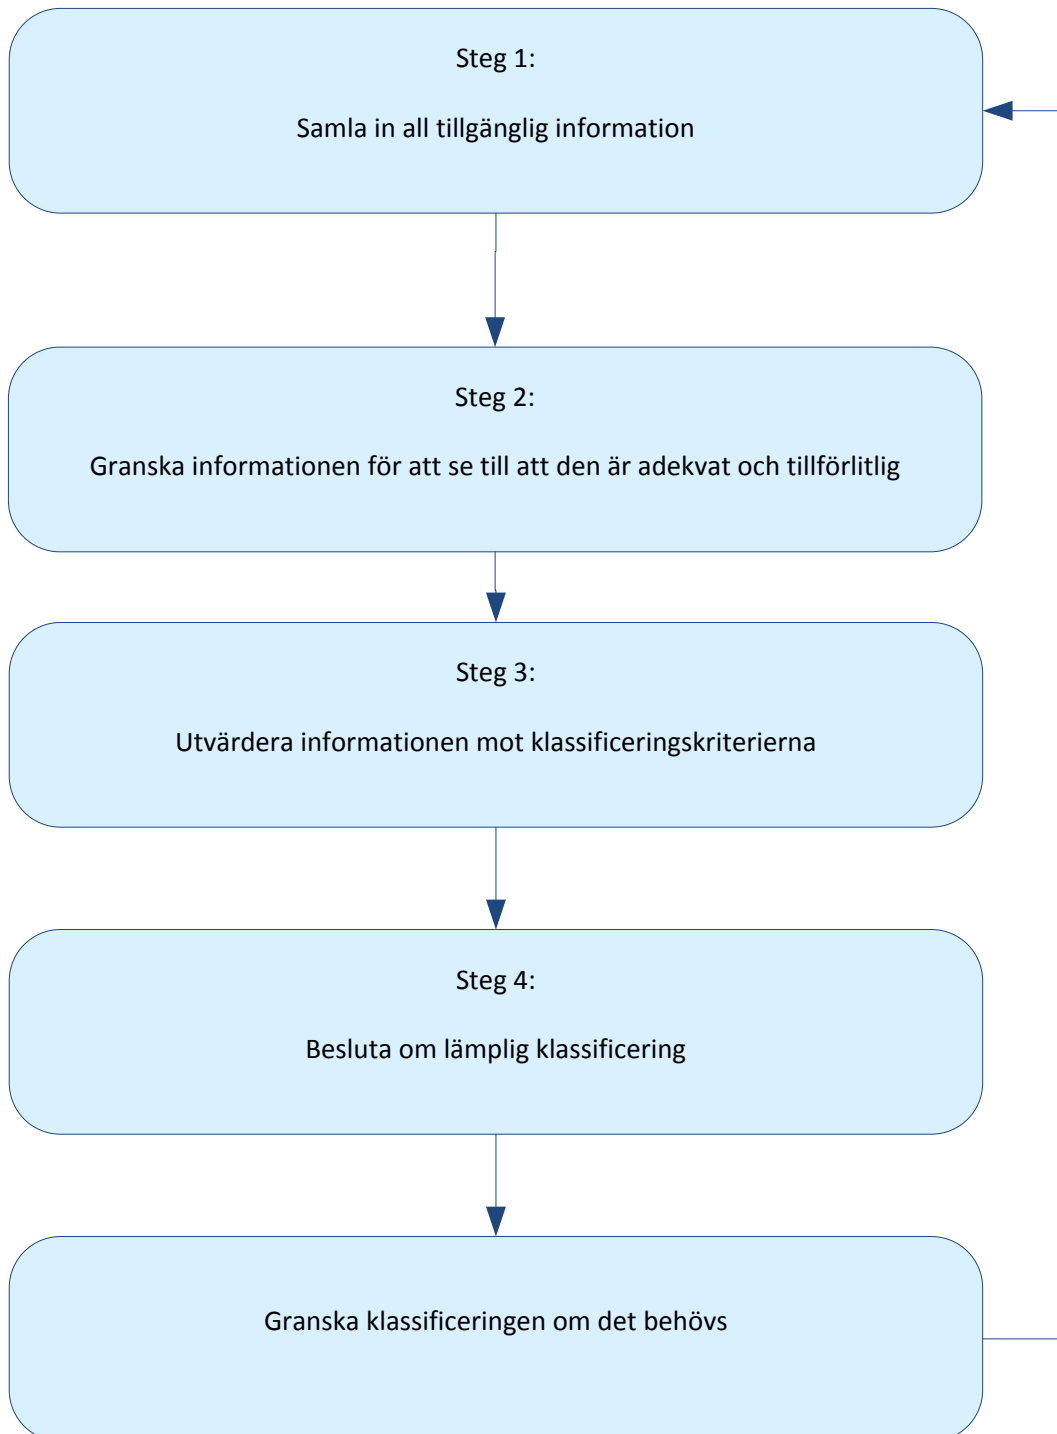 Steg 1:
Samla in all tillgänglig information
Steg 2:
Granska informationen för att se till att den är adekvat och tillförlitlig
Steg 3:
Utvärdera informationen mot klassificeringskriterierna
Steg 4:
Besluta om lämplig klassificering
Granska klassificeringen om det behövs